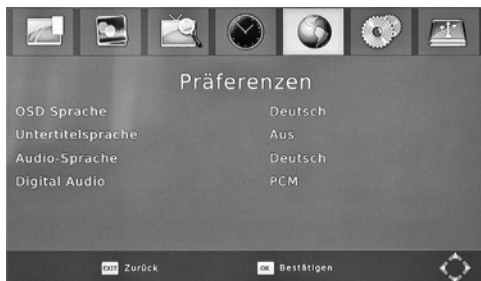 Präferenzen
OSD Sprache Deutsch
Untertitelsprache Aus
Audio-Sprache Deutsch
Digital Audio PCM
EXIT Zurück OK Bestätigen